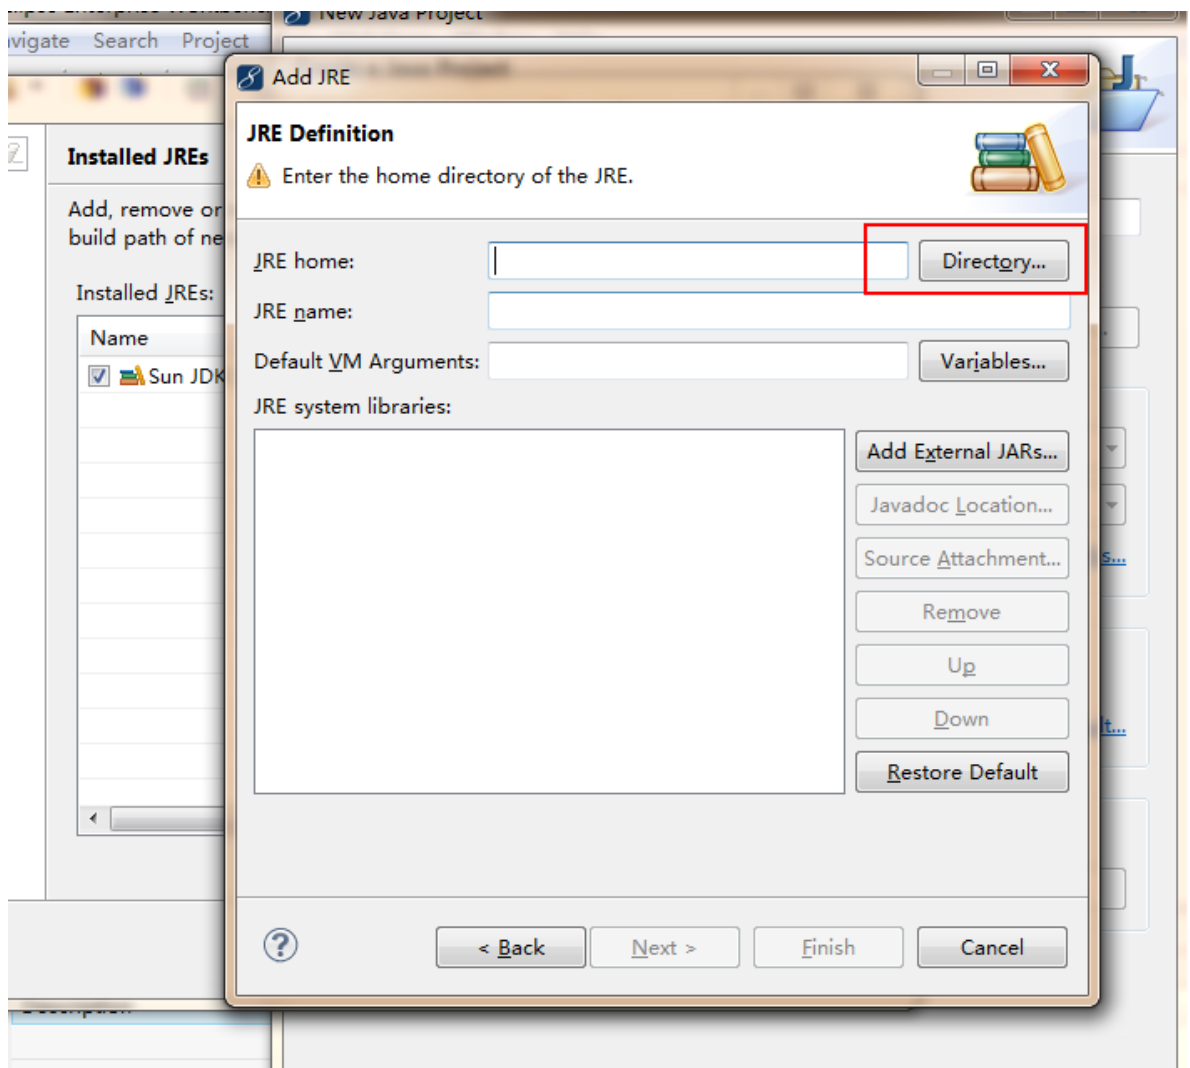 New Java Project
Search Project
Add JRE
JRE Definition
Enter the home directory of the JRE.
Installed JREs
Add, remove or
build path of ne
Installed JREs:
Name
Sun JDK
JRE home:
Directory...
JRE name:
Default VM Arguments:
Variables...
JRE system libraries:
Add External JARs...
Javadoc Location...
Source Attachment...
Remove
Up
Down
Restore Default
s...
lt...
?
< Back
Next >
Finish
Cancel